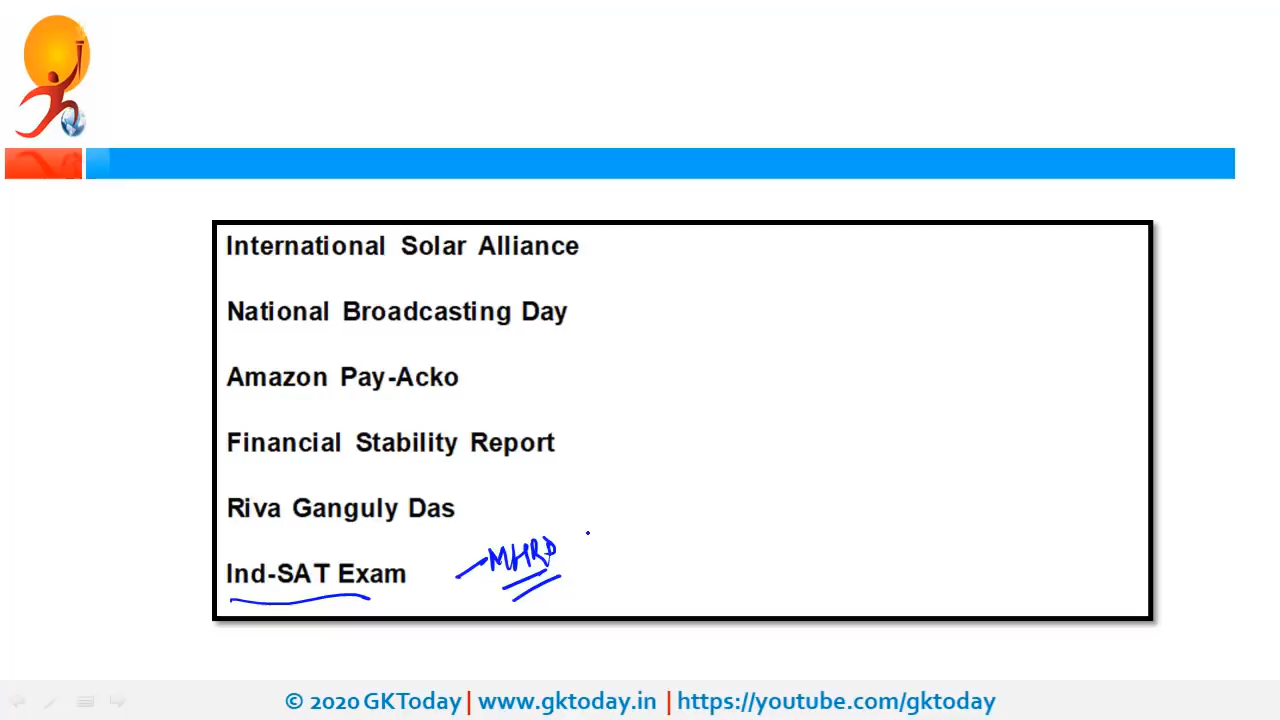 International Solar Alliance
National Broadcasting Day
Amazon Pay-Acko
Financial Stability Report
Riva Ganguly Das
Ind-SAT Exam MHRD
© 2020 GKToday | www.gktoday.in | https://youtube.com/gktoday